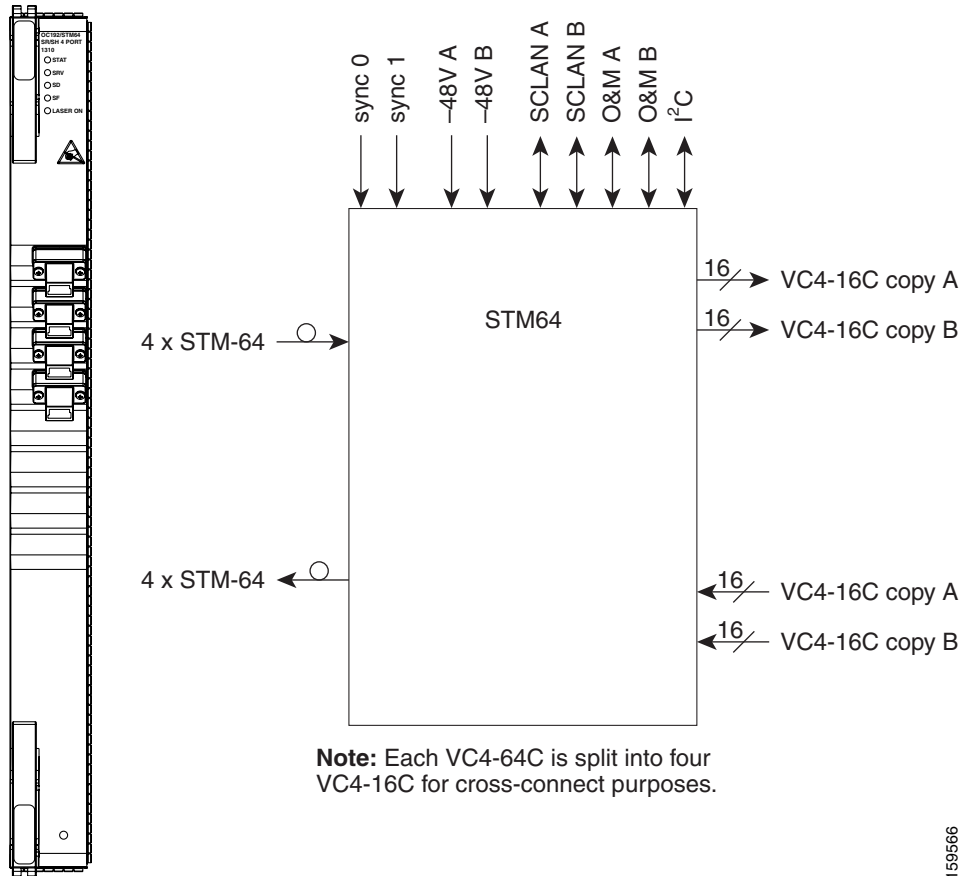 OC192/STM64
SR/SH 4 PORT
1310
STAT
SRV
SD
SF
LASER ON
sync 0
sync 1
–48V A
–48V B
SCLAN A
SCLAN B
O&M A
O&M B
I²C
STM64
4 x STM-64
16
VC4-16C copy A
16
VC4-16C copy B
4 x STM-64
16
VC4-16C copy A
16
VC4-16C copy B
Note: Each VC4-64C is split into four
VC4-16C for cross-connect purposes.
159566